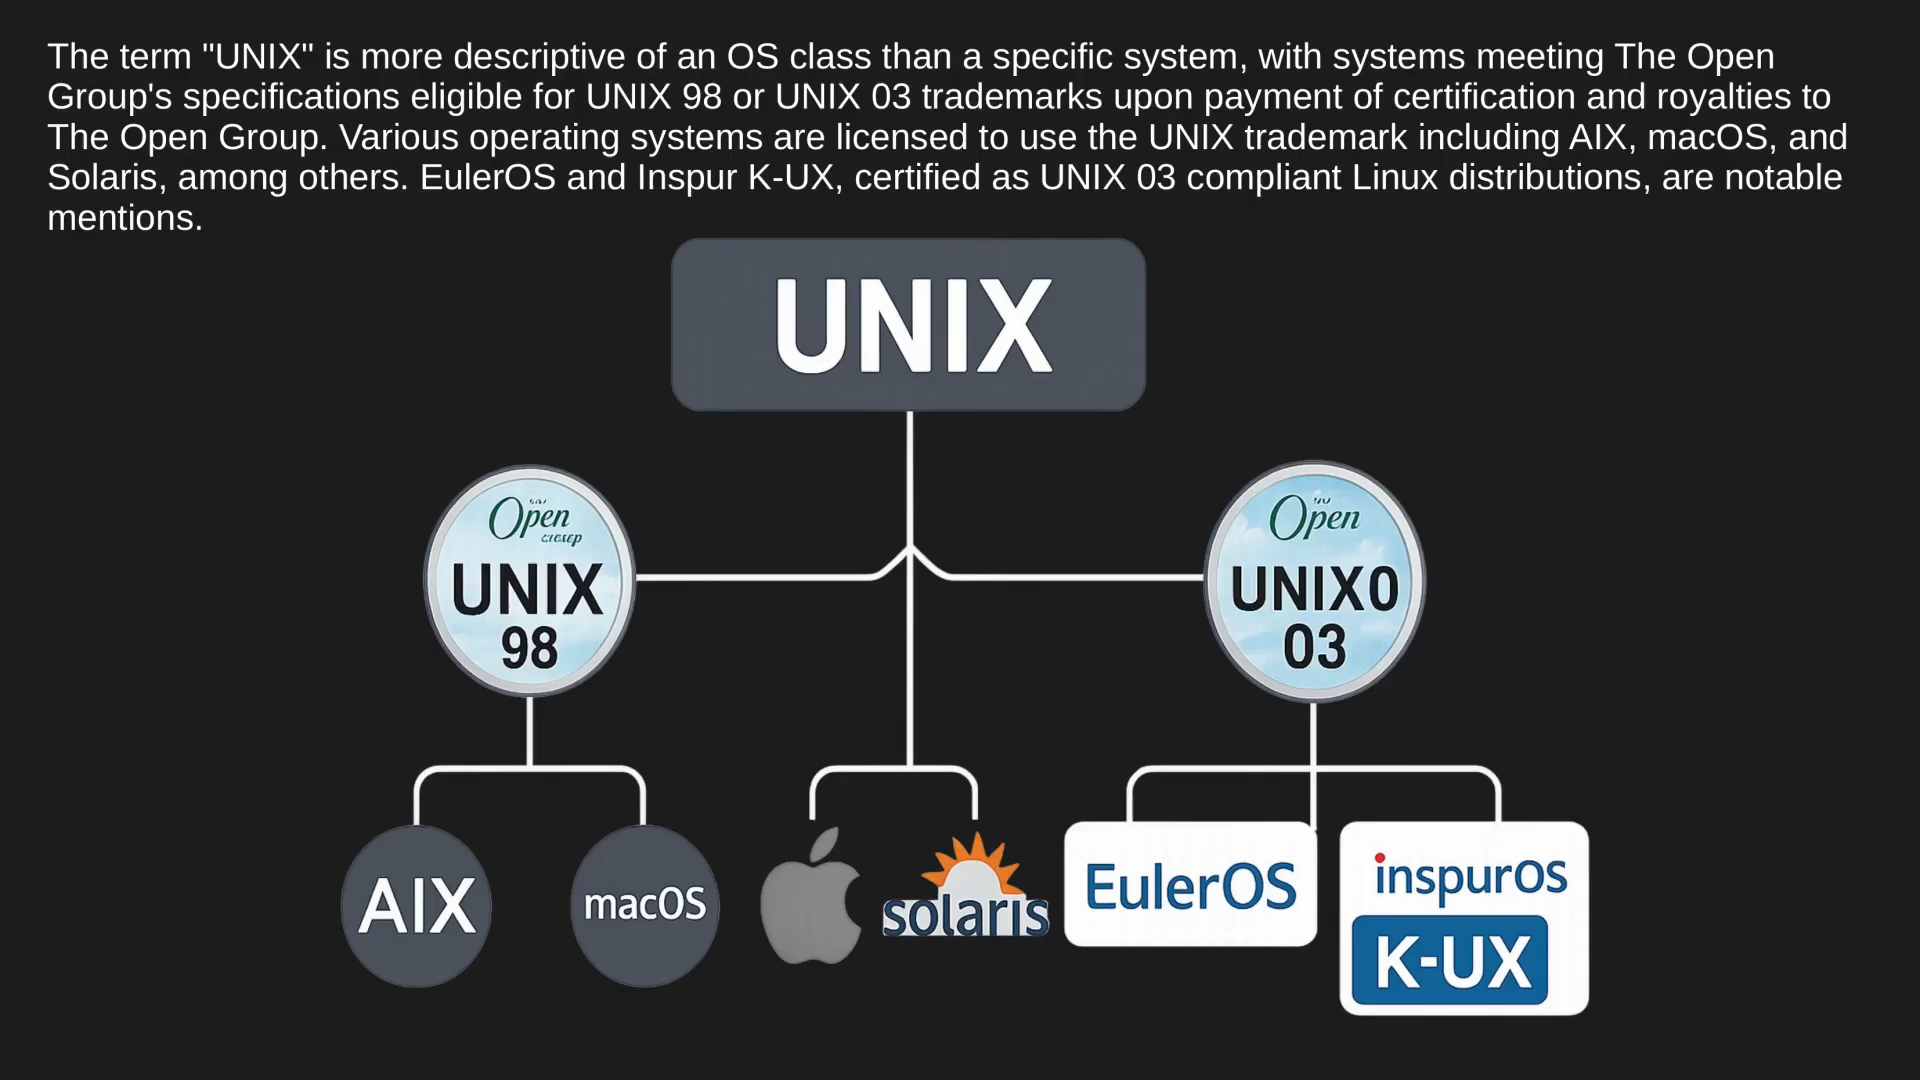 The term "UNIX" is more descriptive of an OS class than a specific system, with systems meeting The Open
Group's specifications eligible for UNIX 98 or UNIX 03 trademarks upon payment of certification and royalties to
The Open Group. Various operating systems are licensed to use the UNIX trademark including AIX, macOS, and
Solaris, among others. EulerOS and Inspur K-UX, certified as UNIX 03 compliant Linux distributions, are notable
mentions.
UNIX
Open
UNIX
98
Open
UNIX0
03
AIX
macOS
solaris
EulerOS
inspurOS
K-UX